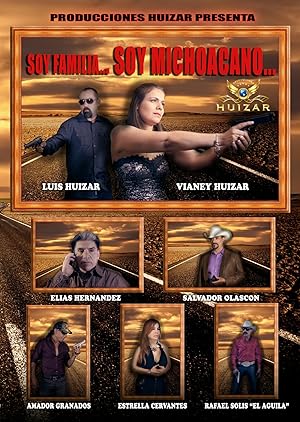 PRODUCCIONES HUIZAR PRESENTA
SOY FAMILIA... SOY MICHOACANO...
HUIZAR
LUIS HUIZAR
VIANEY HUIZAR
ELIAS HERNANDEZ
SALVADOR OLASCON
AMADOR GRANADOS
ESTRELLA CERVANTES
RAFAEL SOLIS "EL AGUILA"